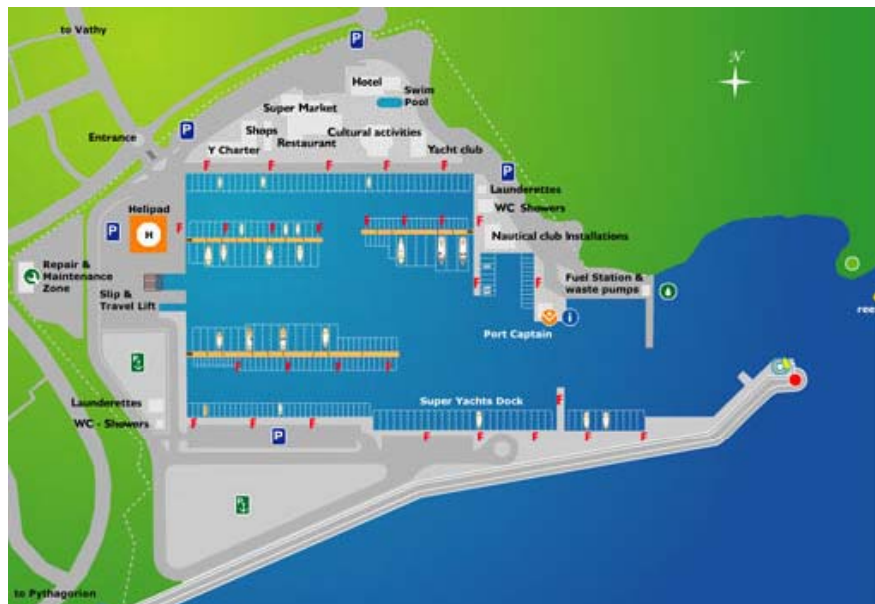 to Vathy
P
N
Hotel
Swim
Pool
Super Market
P
Entrance
Shops
Cultural activities
Restaurant
Y Charter
Yacht club
F F F F F
P
Launderettes
WC Showers
Helipad
H
P
F
F F F
F F F
F
Nautical club Installations
Repair &
Maintenance
Zone
Fuel Station &
waste pumps
F
F
Slip &
Travel Lift
ree
i
Port Captain
P
F F F F
Launderettes
Super Yachts Dock
F
WC - Showers
F F F
P
F F F F F
P
to Pythagorion